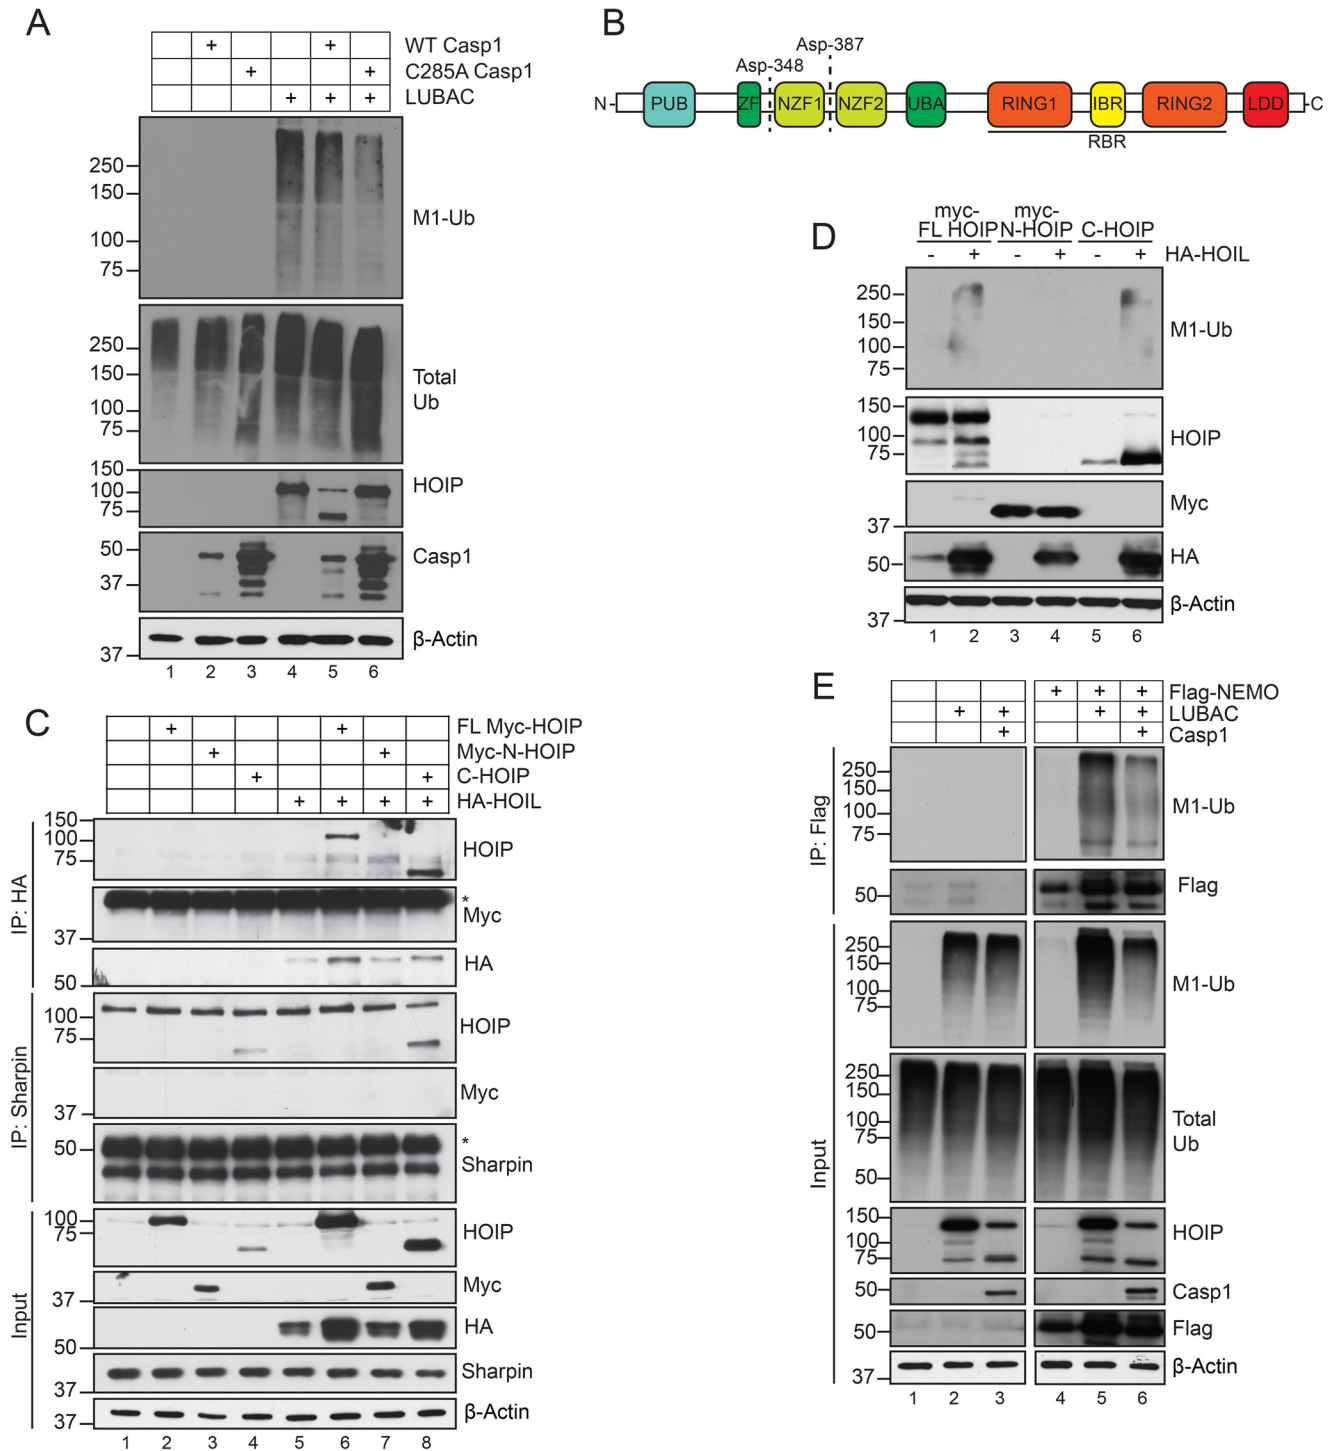 A
+ + WT Casp1
+ + C285A Casp1
+ + + LUBAC
250
150
100
75
M1-Ub
250
150
100
75
Total
Ub
150
100
75
HOIP
50
37
Casp1
37
β-Actin
1 2 3 4 5 6
B
Asp-387
Asp-348
N- PUB ZF NZF1 NZF2 UBA RING1 IBR RING2 LDD -C
RBR
C
+ + FL Myc-HOIP
+ + Myc-N-HOIP
+ + C-HOIP
+ + + + HA-HOIL
IP: HA
150
100
75
HOIP
*
Myc
37
HA
50
IP: Sharpin
100
75
HOIP
Myc
37
50
*
Sharpin
Input
100
75
HOIP
Myc
37
HA
50
Sharpin
37
β-Actin
37
1 2 3 4 5 6 7 8
D
myc- myc-
FL HOIP N-HOIP C-HOIP
- + - + - + HA-HOIL
250
150
100
75
M1-Ub
150
100
75
HOIP
Myc
37
HA
50
β-Actin
37
1 2 3 4 5 6
E
+ + + Flag-NEMO
+ + + + LUBAC
+ + Casp1
IP: Flag
250
150
100
75
M1-Ub
50
Flag
Input
250
150
100
75
M1-Ub
250
150
100
75
50
Total
Ub
150
100
75
HOIP
50
Casp1
50
Flag
37
β-Actin
1 2 3 4 5 6